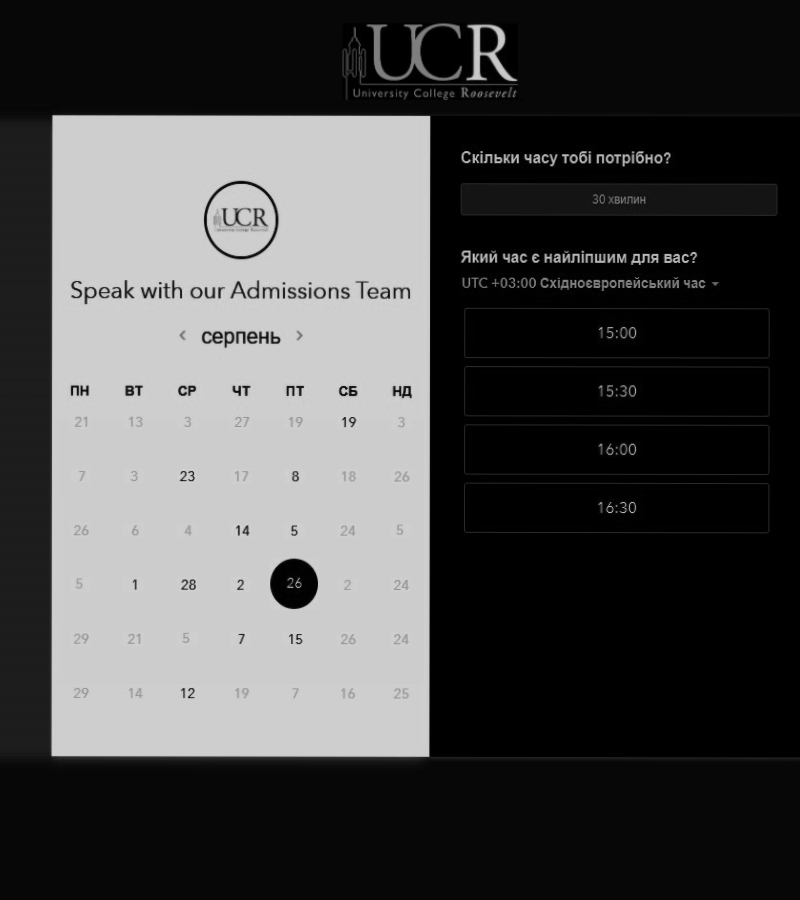 UCR
University College Roosevelt
UCR
Speak with our Admissions Team
< серпень >
ПН ВТ СР ЧТ ПТ СБ НД
21 13 3 27 19 19 3
7 3 23 17 8 18 26
26 6 4 14 5 24 5
5 1 28 2 26 2 24
29 21 5 7 15 26 24
29 14 12 19 7 16 25
Скільки часу тобі потрібно?
30 хвилин
Який час є найліпшим для вас?
UTC +03:00 Східноєвропейський час
15:00
15:30
16:00
16:30